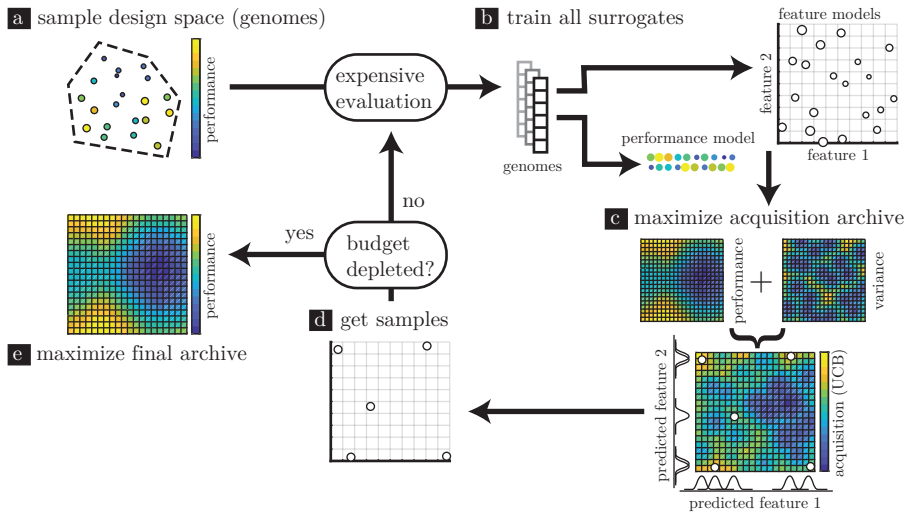 a sample design space (genomes)
performance
expensive
evaluation
b train all surrogates
genomes
performance model
feature models
feature 2
feature 1
c maximize acquisition archive
performance
+
variance
predicted feature 2
acquisition (UCB)
predicted feature 1
d get samples
budget
depleted?
no
yes
performance
e maximize final archive